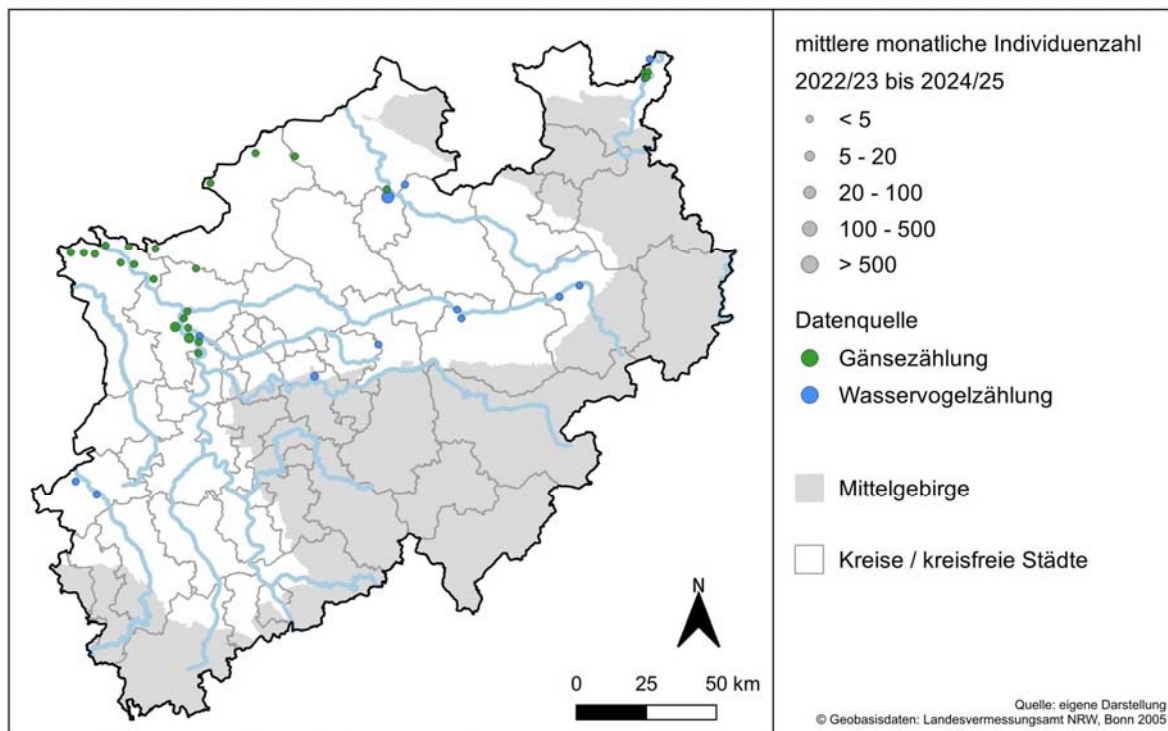 mittlere monatliche Individuenzahl
2022/23 bis 2024/25
< 5
5 - 20
20 - 100
100 - 500
> 500
Datenquelle
Gänsezählung
Wasservogelzählung
Mittelgebirge
Kreise / kreisfreie Städte
N
0 25 50 km
Quelle: eigene Darstellung
© Geobasisdaten: Landesvermessungsamt NRW, Bonn 2005